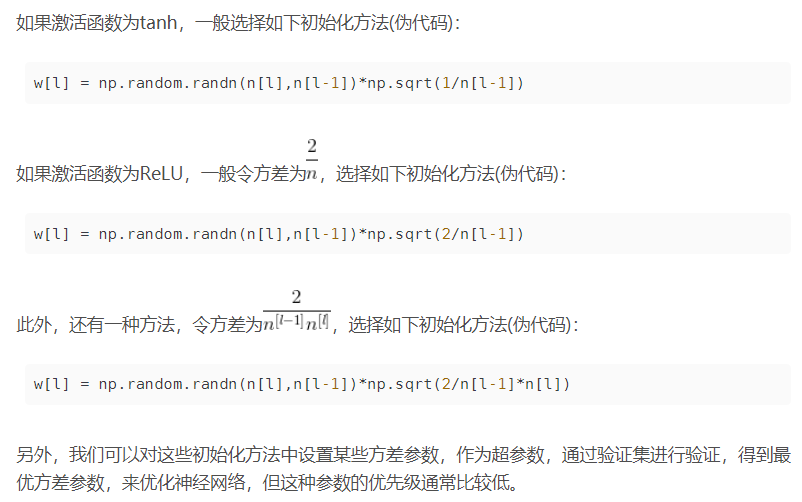 如果激活函数为tanh，一般选择如下初始化方法(伪代码)：
w[l] = np.random.randn(n[l],n[l-1])*np.sqrt(1/n[l-1])
如果激活函数为ReLU，一般令方差为\frac{2}{n}，选择如下初始化方法(伪代码)：
w[l] = np.random.randn(n[l],n[l-1])*np.sqrt(2/n[l-1])
此外，还有一种方法，令方差为\frac{2}{n^{[l-1]}n^{[l]}}，选择如下初始化方法(伪代码)：
w[l] = np.random.randn(n[l],n[l-1])*np.sqrt(2/n[l-1]*n[l])
另外，我们可以对这些初始化方法中设置某些方差参数，作为超参数，通过验证集进行验证，得到最
优方差参数，来优化神经网络，但这种参数的优先级通常比较低。